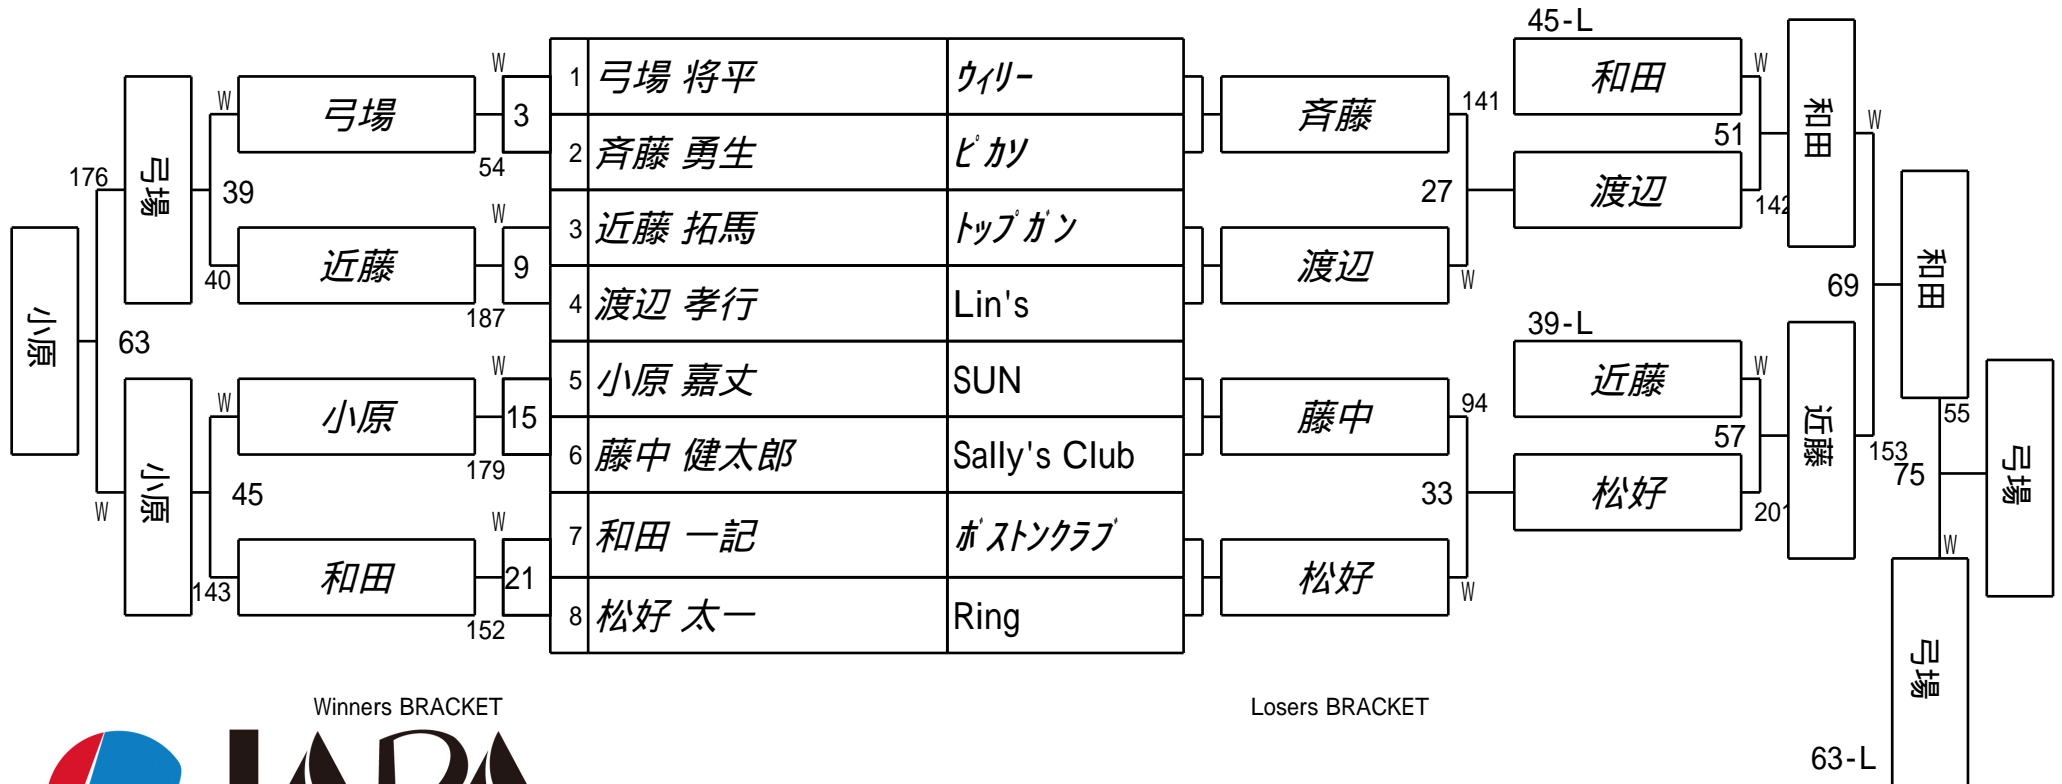 45-L
W
1 弓場 将平 ウィリー
弓場
3
2 斉藤 勇生 ピカソ
54
斉藤
141
和田
W
51
和田
W
176
弓場
W
39
3 近藤 拓馬 トップガン
W
近藤
9
40
4 渡辺 孝行 Lin's
187
27
渡辺
W
渡辺
142
和田
69
小原
63
39-L
5 小原 嘉丈 SUN
W
小原
15
W
6 藤中 健太郎 Sally's Club
179
藤中
94
近藤
W
57
近藤
153
55
小原
W
45
7 和田 一記 ボストンクラブ
W
和田
21
143
8 松好 太一 Ring
152
33
松好
W
松好
201
75
弓場
W
弓場
63-L
Winners BRACKET
Losers BRACKET